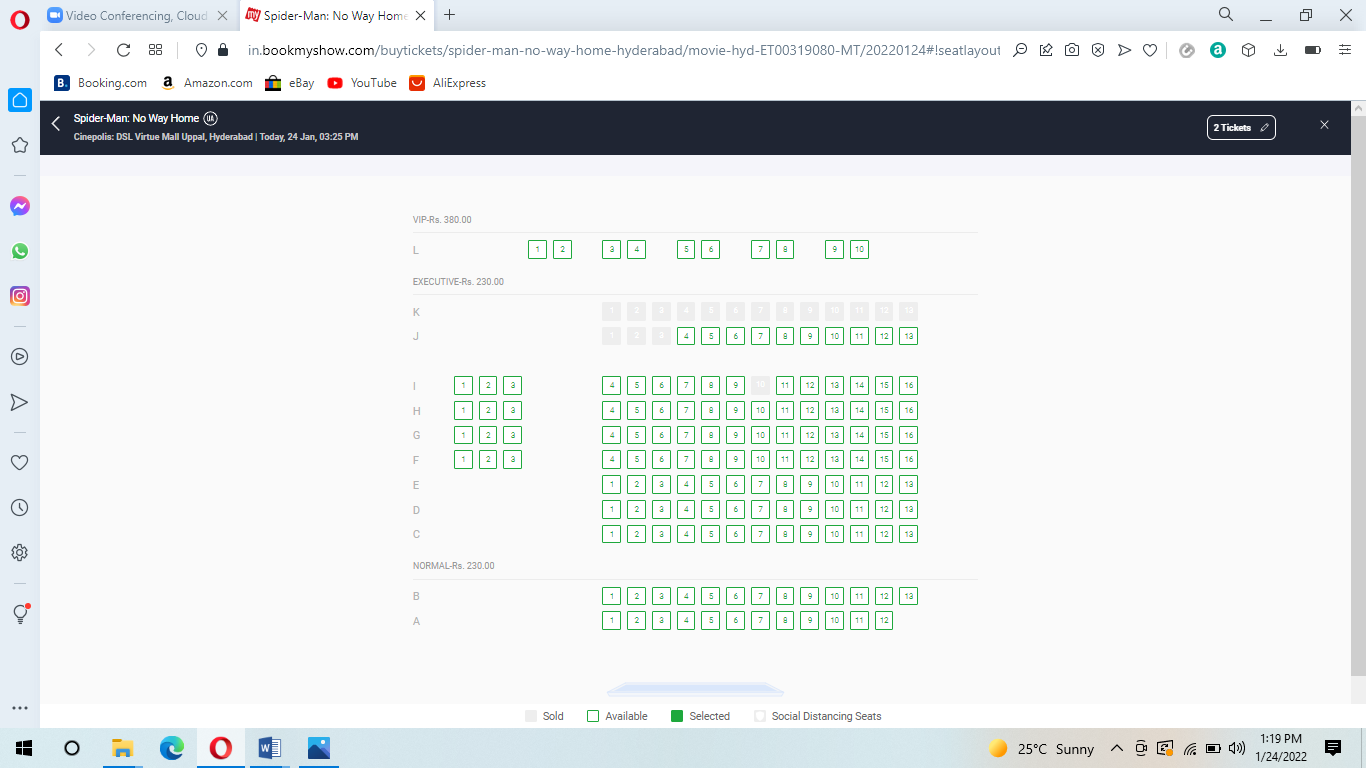 Video Conferencing, Cloud
Spider-Man: No Way Home
in.bookmyshow.com/buytickets/spider-man-no-way-home-hyderabad/movie-hyd-ET00319080-MT/20220124#!seatlayout
B. Booking.com a Amazon.com eBay YouTube AliExpress
Spider-Man: No Way Home UA
Cinepolis: DSL Virtue Mall Uppal, Hyderabad | Today, 24 Jan, 03:25 PM
2 Tickets
VIP-Rs. 380.00
L 1 2 3 4 5 6 7 8 9 10
EXECUTIVE-Rs. 230.00
K 1 2 3 4 5 6 7 8 9 10 11 12 13
J 1 2 3 4 5 6 7 8 9 10 11 12 13
I 1 2 3 4 5 6 7 8 9 10 11 12 13 14 15 16
H 1 2 3 4 5 6 7 8 9 10 11 12 13 14 15 16
G 1 2 3 4 5 6 7 8 9 10 11 12 13 14 15 16
F 1 2 3 4 5 6 7 8 9 10 11 12 13 14 15 16
E 1 2 3 4 5 6 7 8 9 10 11 12 13
D 1 2 3 4 5 6 7 8 9 10 11 12 13
C 1 2 3 4 5 6 7 8 9 10 11 12 13
NORMAL-Rs. 230.00
B 1 2 3 4 5 6 7 8 9 10 11 12 13
A 1 2 3 4 5 6 7 8 9 10 11 12
Sold Available Selected Social Distancing Seats
25°C Sunny
1:19 PM
1/24/2022